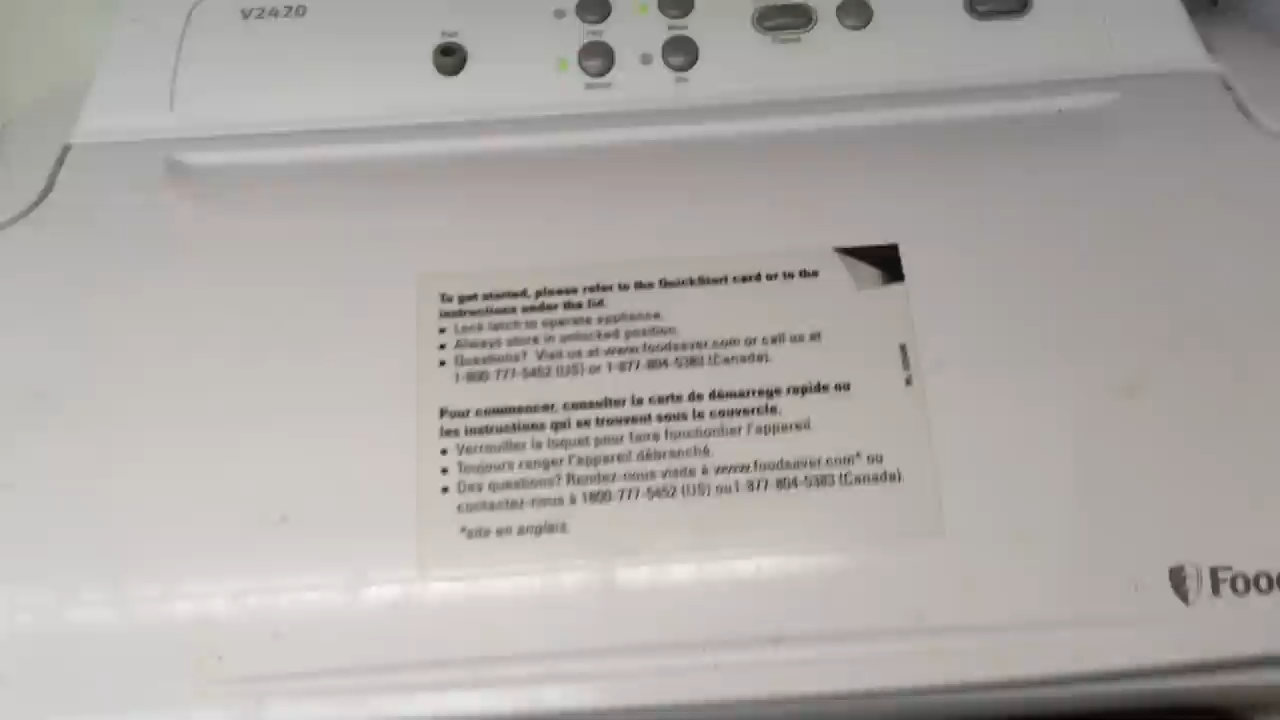 V2420
To get started, please refer to the QuickStart card or to the
instructions under the lid.
• Lock latch to operate appliance.
• Always store in unlocked position.
• Questions? Visit us at www.foodsaver.com or call us at
1-800-777-5452 (US) or 1-877-804-5383 (Canada).
Pour commencer, consulter la carte de démarrage rapide ou
les instructions qui se trouvent sous le couvercle.
• Verrouiller le loquet pour faire fonctionner l'appareil.
• Toujours ranger l'appareil débranché.
• Des questions? Rendez-nous visite à www.foodsaver.com* ou
contactez-nous à 1800-777-5452 (US) ou 1-877-804-5383 (Canada).
*site en anglais.
Foo